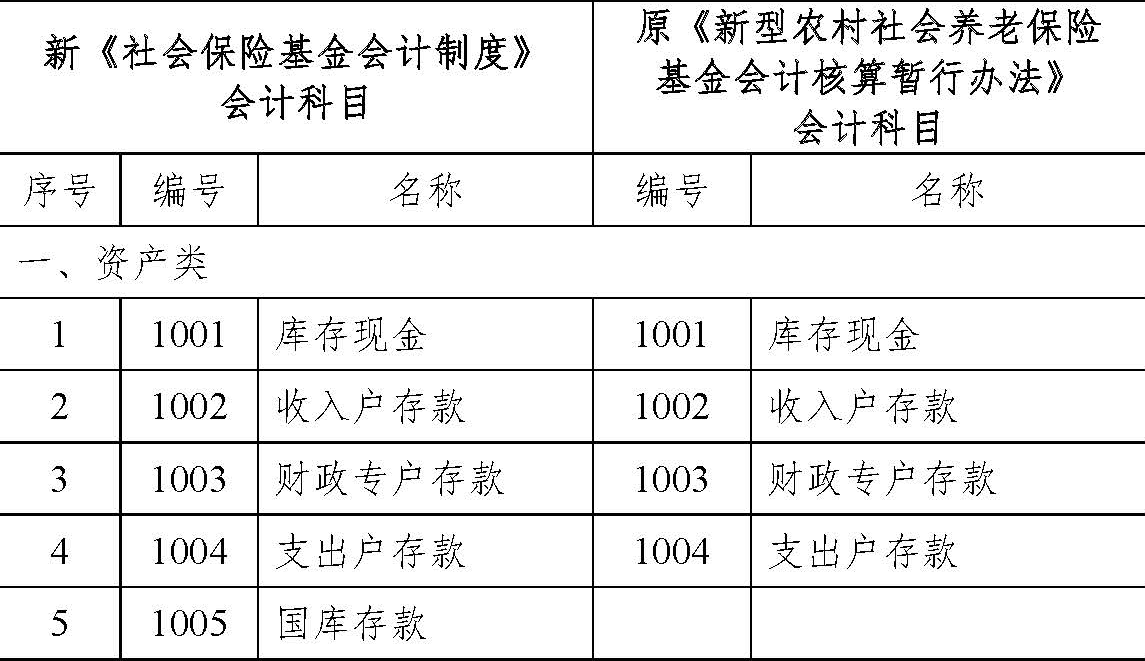 新《社会保险基金会计制度》
会计科目
原《新型农村社会养老保险
基金会计核算暂行办法》
会计科目
序号 编号 名称 编号 名称
一、资产类
1 1001 库存现金 1001 库存现金
2 1002 收入户存款 1002 收入户存款
3 1003 财政专户存款 1003 财政专户存款
4 1004 支出户存款 1004 支出户存款
5 1005 国库存款